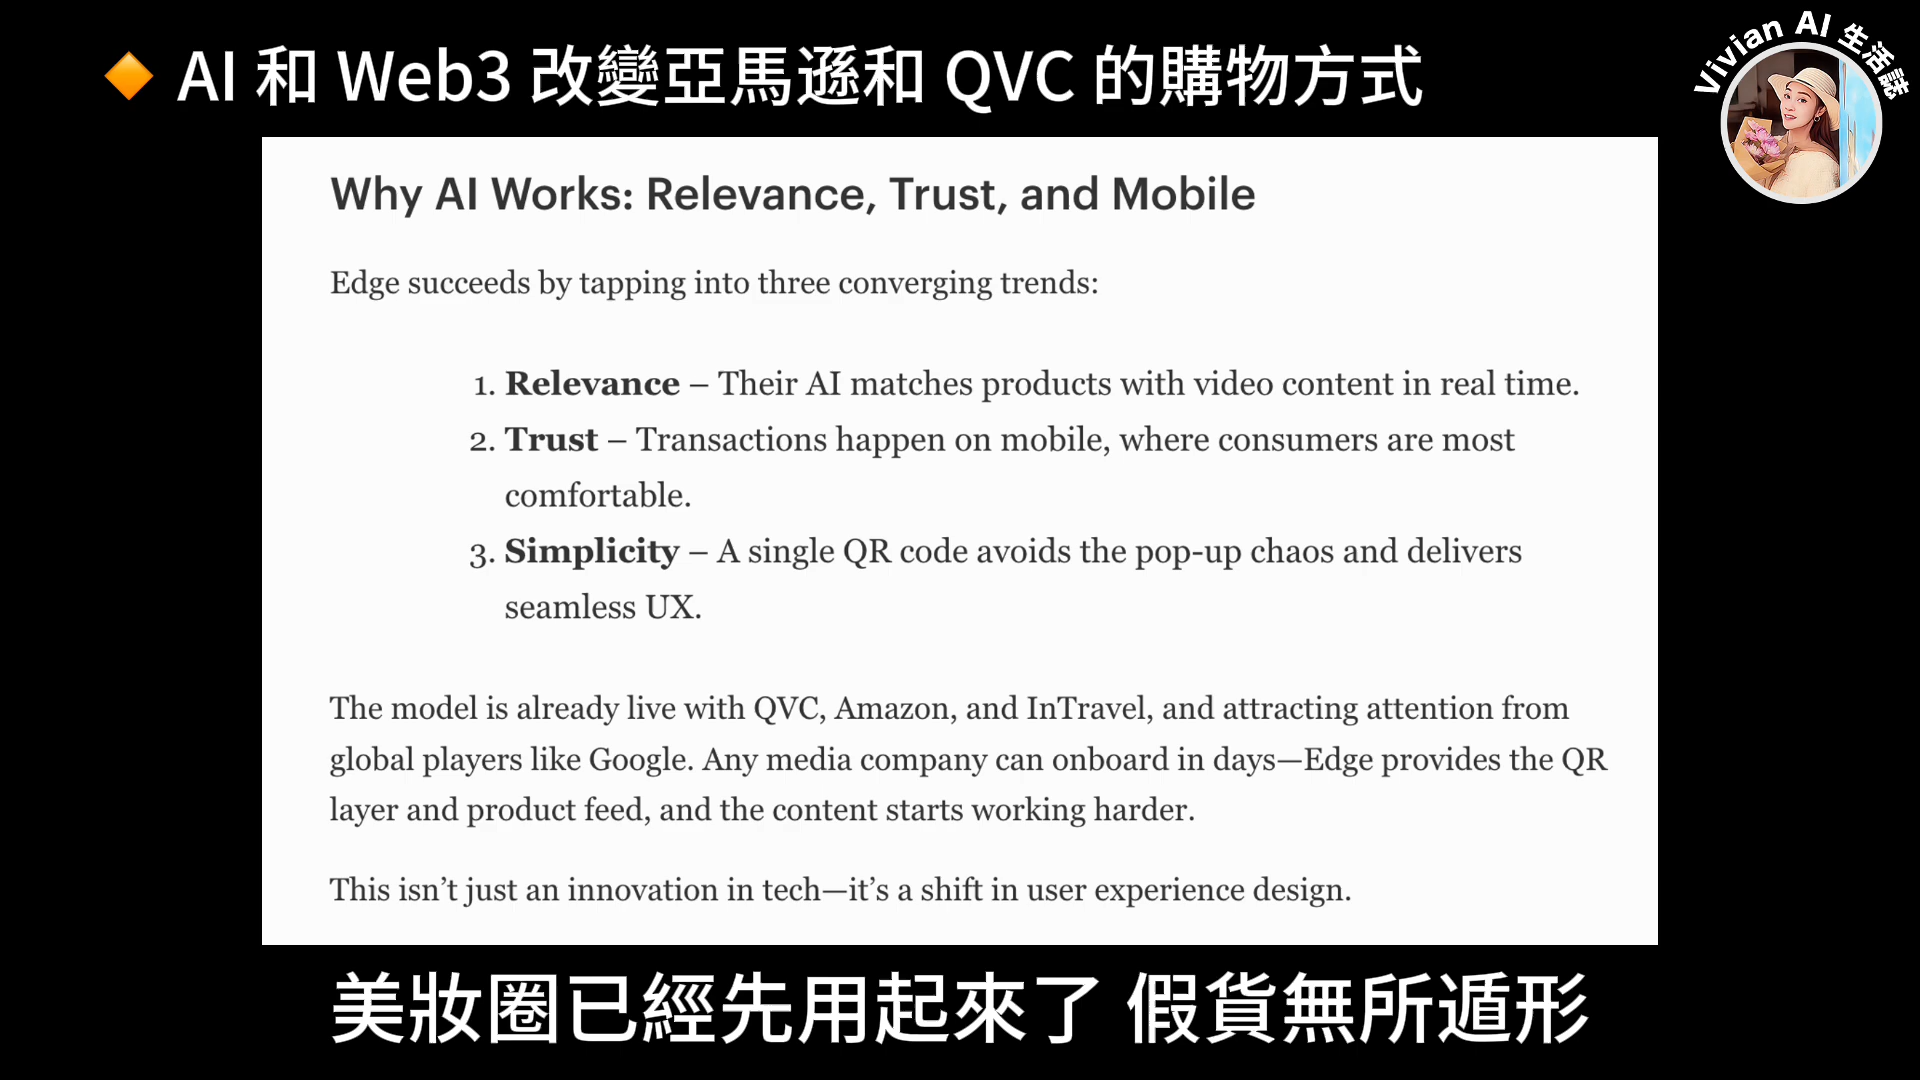 🔶 AI 和 Web3 改變亞馬遜和 QVC 的購物方式
Vivian AI 生活誌
Why AI Works: Relevance, Trust, and Mobile
Edge succeeds by tapping into three converging trends:
1. Relevance – Their AI matches products with video content in real time.
2. Trust – Transactions happen on mobile, where consumers are most
comfortable.
3. Simplicity – A single QR code avoids the pop-up chaos and delivers
seamless UX.
The model is already live with QVC, Amazon, and InTravel, and attracting attention from
global players like Google. Any media company can onboard in days—Edge provides the QR
layer and product feed, and the content starts working harder.
This isn’t just an innovation in tech—it’s a shift in user experience design.
美妝圈已經先用起來了 假貨無所遁形